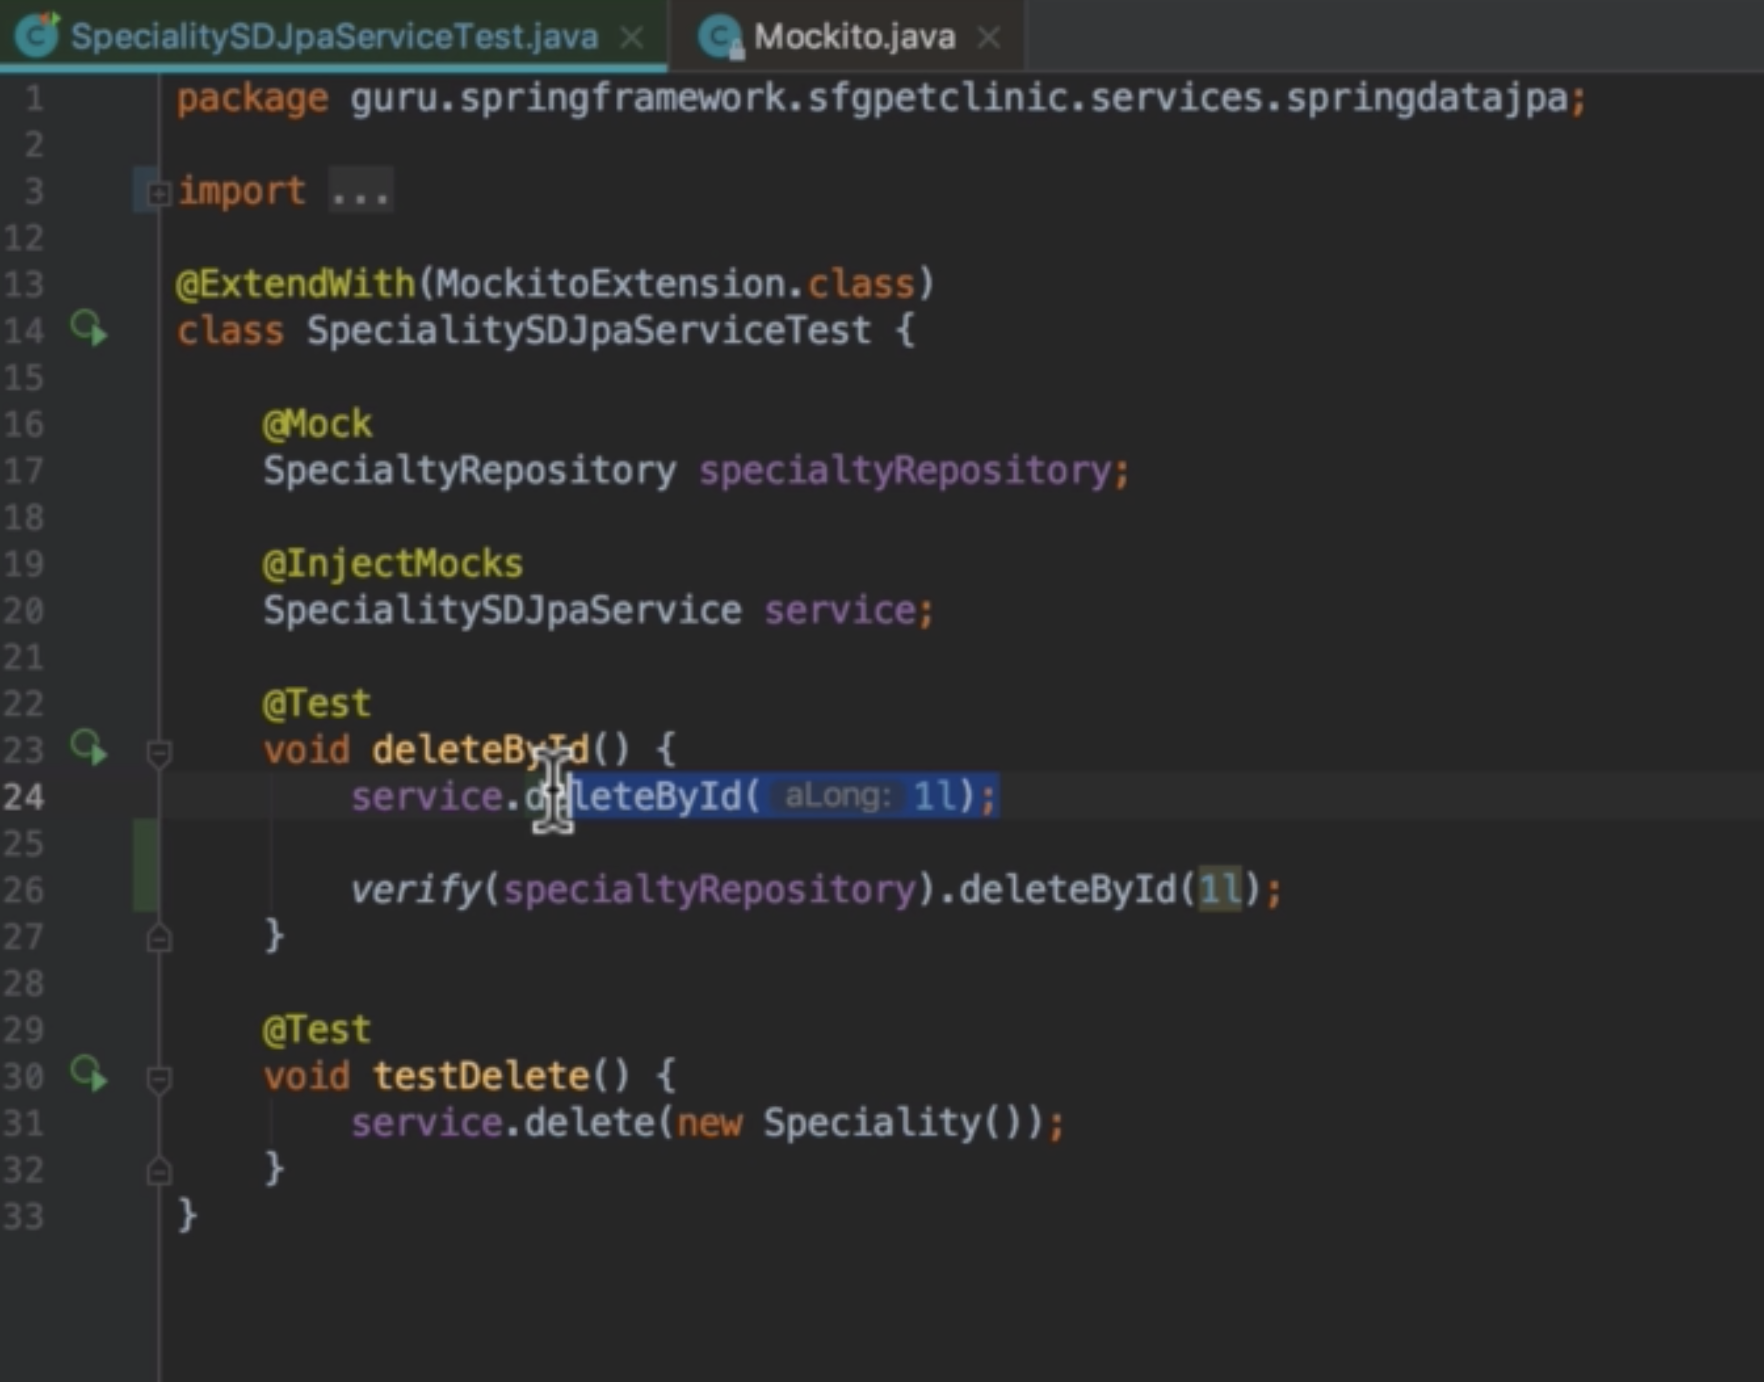 SpecialitySDJpaServiceTest.java Mockito.java
1 package guru.springframework.sfgpetclinic.services.springdatajpa;
2
3 import ...
12
13 @ExtendWith(MockitoExtension.class)
14 class SpecialitySDJpaServiceTest {
15
16 @Mock
17 SpecialtyRepository specialtyRepository;
18
19 @InjectMocks
20 SpecialitySDJpaService service;
21
22 @Test
23 void deleteById() {
24 service.deleteById( aLong: 1l);
25
26 verify(specialtyRepository).deleteById(1l);
27 }
28
29 @Test
30 void testDelete() {
31 service.delete(new Speciality());
32 }
33 }